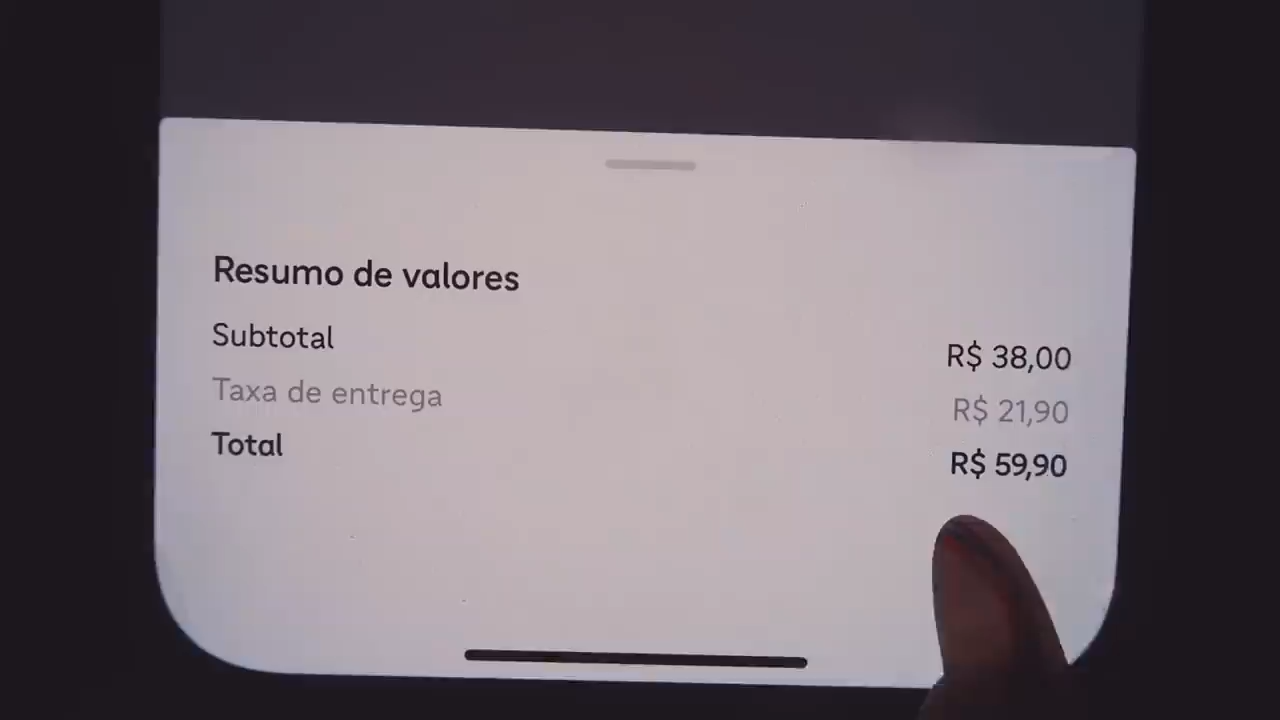 Resumo de valores
Subtotal R$ 38,00
Taxa de entrega R$ 21,90
Total R$ 59,90